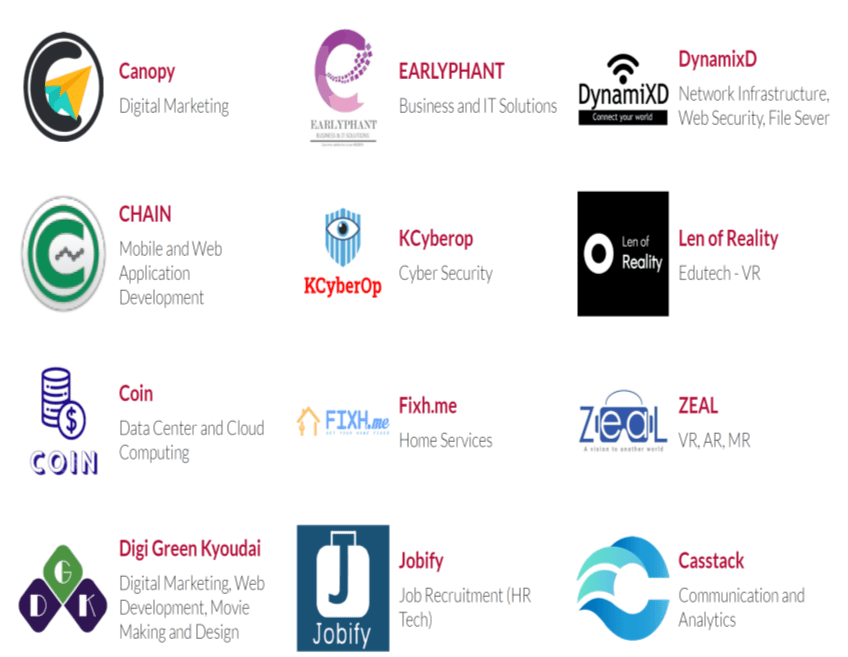 Canopy
Digital Marketing
EARLYPHANT
BUSINESS & IT SOLUTIONS
EARLYPHANT
Business and IT Solutions
DynamiXD
Connect your world
DynamixD
Network Infrastructure,
Web Security, File Sever
CHAIN
Mobile and Web
Application
Development
KCyberOp
KCyberop
Cyber Security
Len of
Reality
Len of Reality
Edutech - VR
COIN
Coin
Data Center and Cloud
Computing
FIXH.me
GET YOUR HOME FIXED
Fixh.me
Home Services
ZeaL
A vision to another world
ZEAL
VR, AR, MR
G
D K
Digi Green Kyoudai
Digital Marketing, Web
Development, Movie
Making and Design
J
Jobify
Jobify
Job Recruitment (HR
Tech)
Casstack
Communication and
Analytics